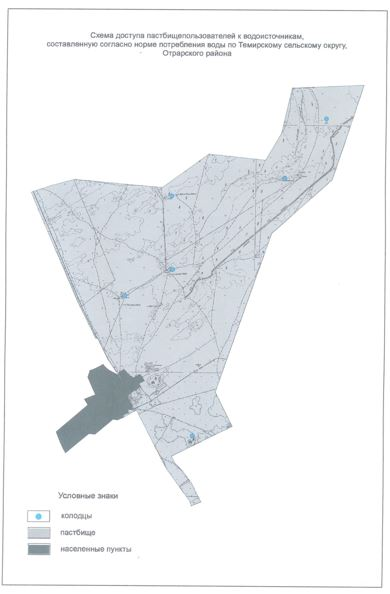 Схема доступа пастбищепользователей к водоисточникам,
составленную согласно норме потребления воды по Темирскому сельскому округу,
Отрарского района
Условные знаки
колодцы
пастбище
населенные пункты